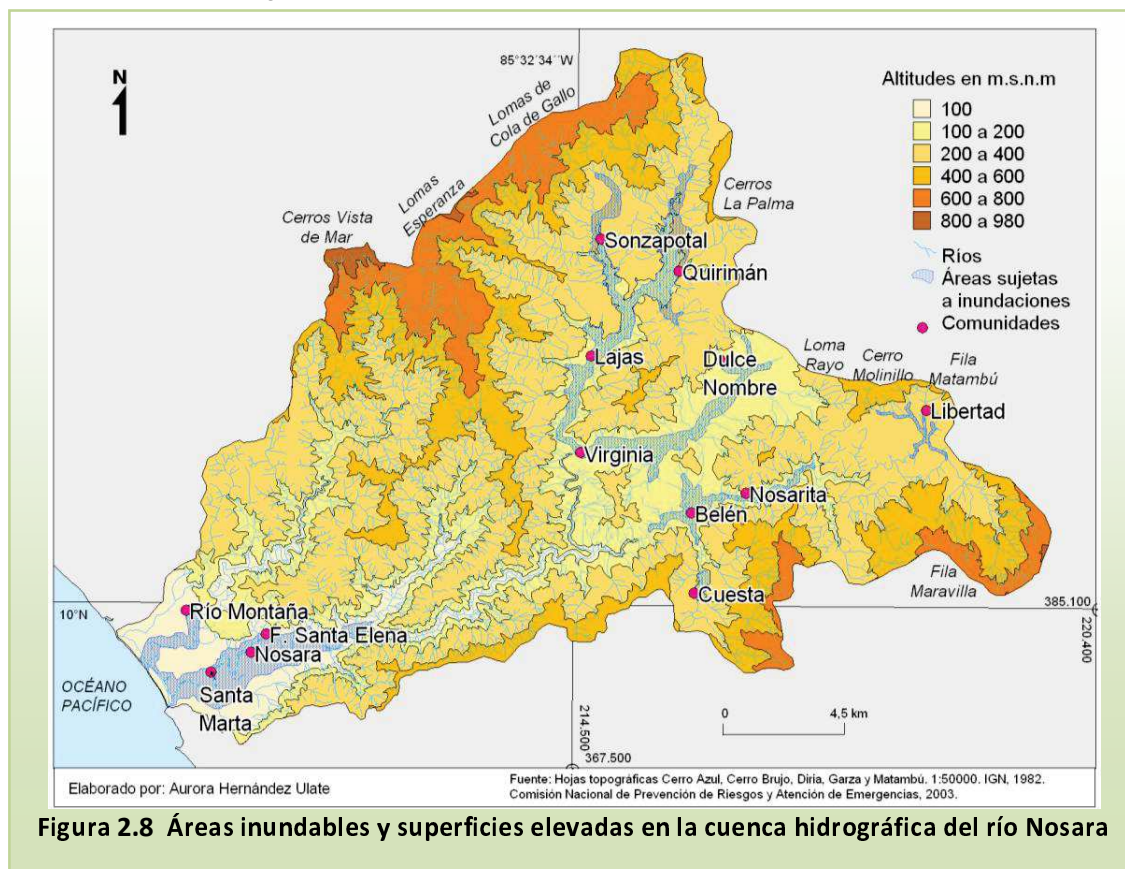 85°32´34´´W
N
Lomas de
Cola de Gallo
Lomas
Esperanza
Cerros Vista
de Mar
Altitudes en m.s.n.m
100
100 a 200
200 a 400
400 a 600
600 a 800
800 a 980
Ríos
Áreas sujetas
a inundaciones
Comunidades
Cerros
La Palma
Sonzapotal
Quirimán
Lajas
Dulce
Nombre
Loma
Rayo
Cerro
Molinillo
Fila
Matambú
Libertad
Virginia
Nosarita
Belén
Cuesta
Fila
Maravilla
10°N
Río Montaña
F. Santa Elena
Nosara
Santa
Marta
OCÉANO
PACÍFICO
385.100
220.400
0 4,5 km
214.500
367.500
Elaborado por: Aurora Hernández Ulate
Fuente: Hojas topográficas Cerro Azul, Cerro Brujo, Diria, Garza y Matambú. 1:50000. IGN, 1982.
Comisión Nacional de Prevención de Riesgos y Atención de Emergencias, 2003.
Figura 2.8 Áreas inundables y superficies elevadas en la cuenca hidrográfica del río Nosara